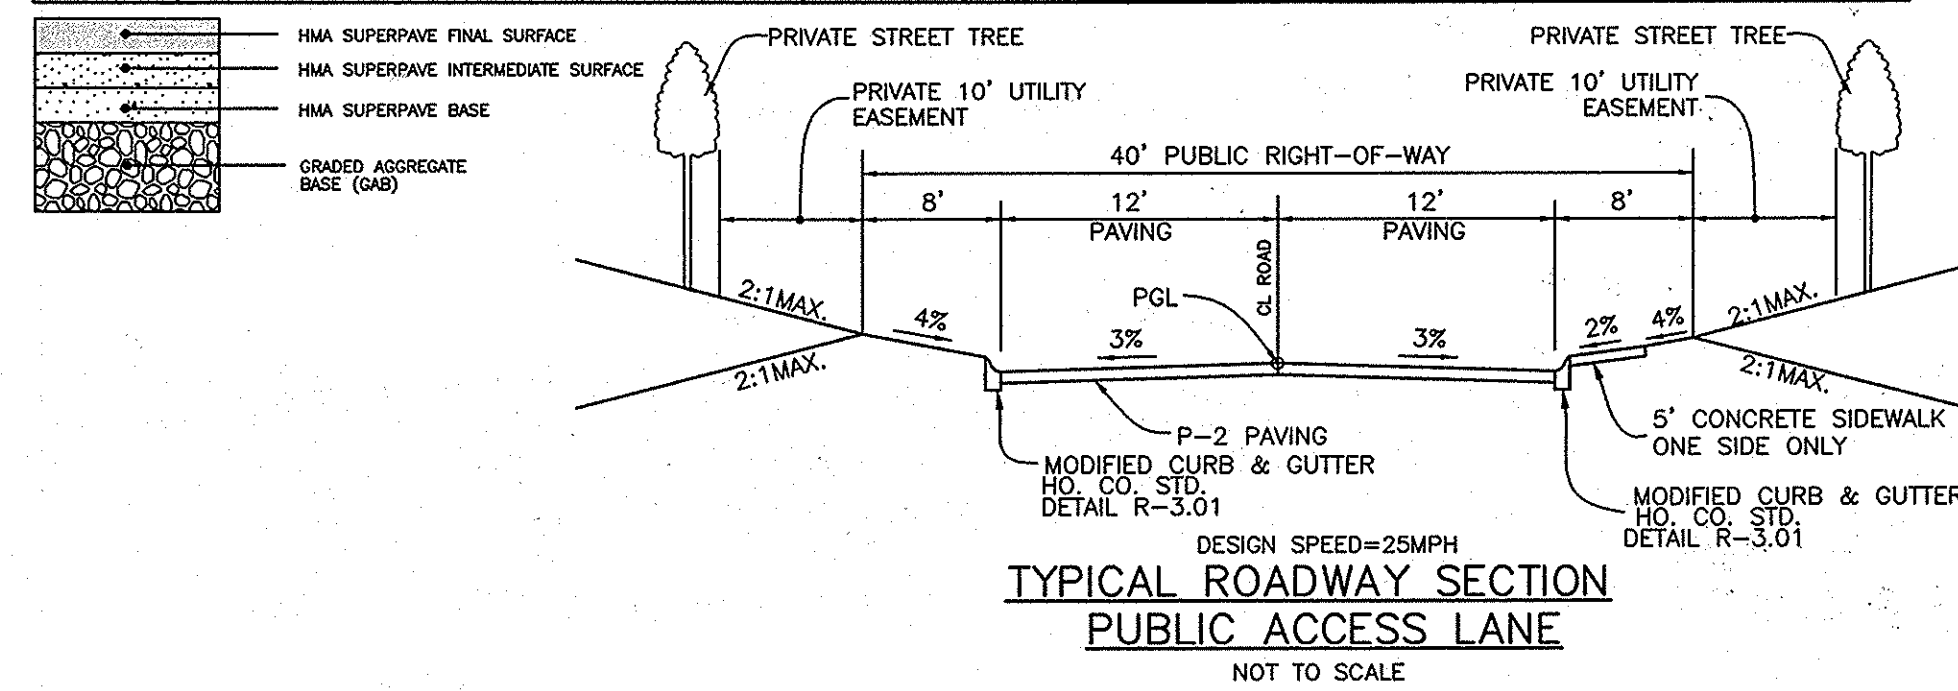 HMA SUPERPAVE FINAL SURFACE
HMA SUPERPAVE INTERMEDIATE SURFACE
HMA SUPERPAVE BASE
GRADED AGGREGATE
BASE (GAB)
PRIVATE STREET TREE
PRIVATE STREET TREE
PRIVATE 10' UTILITY
EASEMENT
PRIVATE 10' UTILITY
EASEMENT
40' PUBLIC RIGHT-OF-WAY
8'
12'
PAVING
12'
PAVING
8'
CL ROAD
PGL
2:1MAX.
2:1MAX.
4%
3%
3%
2%
4%
2:1MAX.
2:1MAX.
P-2 PAVING
MODIFIED CURB & GUTTER
HO. CO. STD.
DETAIL R-3.01
5' CONCRETE SIDEWALK
ONE SIDE ONLY
MODIFIED CURB & GUTTER
HO. CO. STD.
DETAIL R-3.01
DESIGN SPEED=25MPH
TYPICAL ROADWAY SECTION
PUBLIC ACCESS LANE
NOT TO SCALE